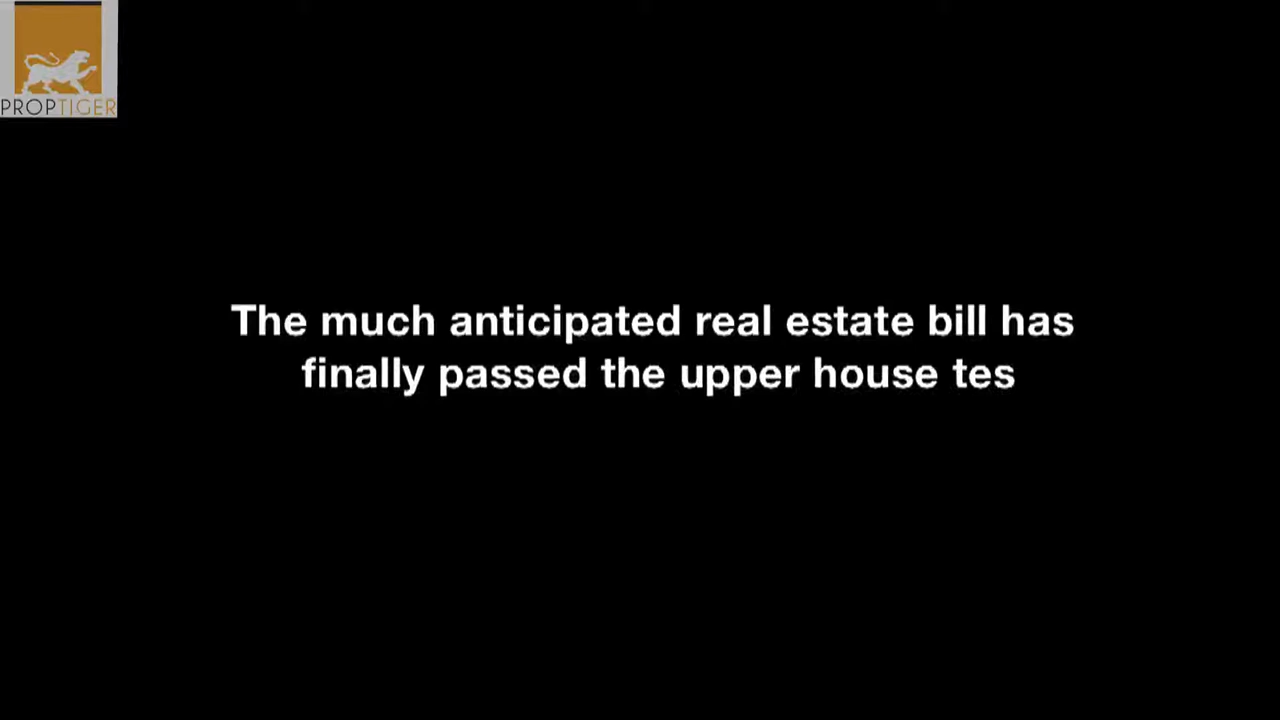 PROPTIGER
The much anticipated real estate bill has
finally passed the upper house tes